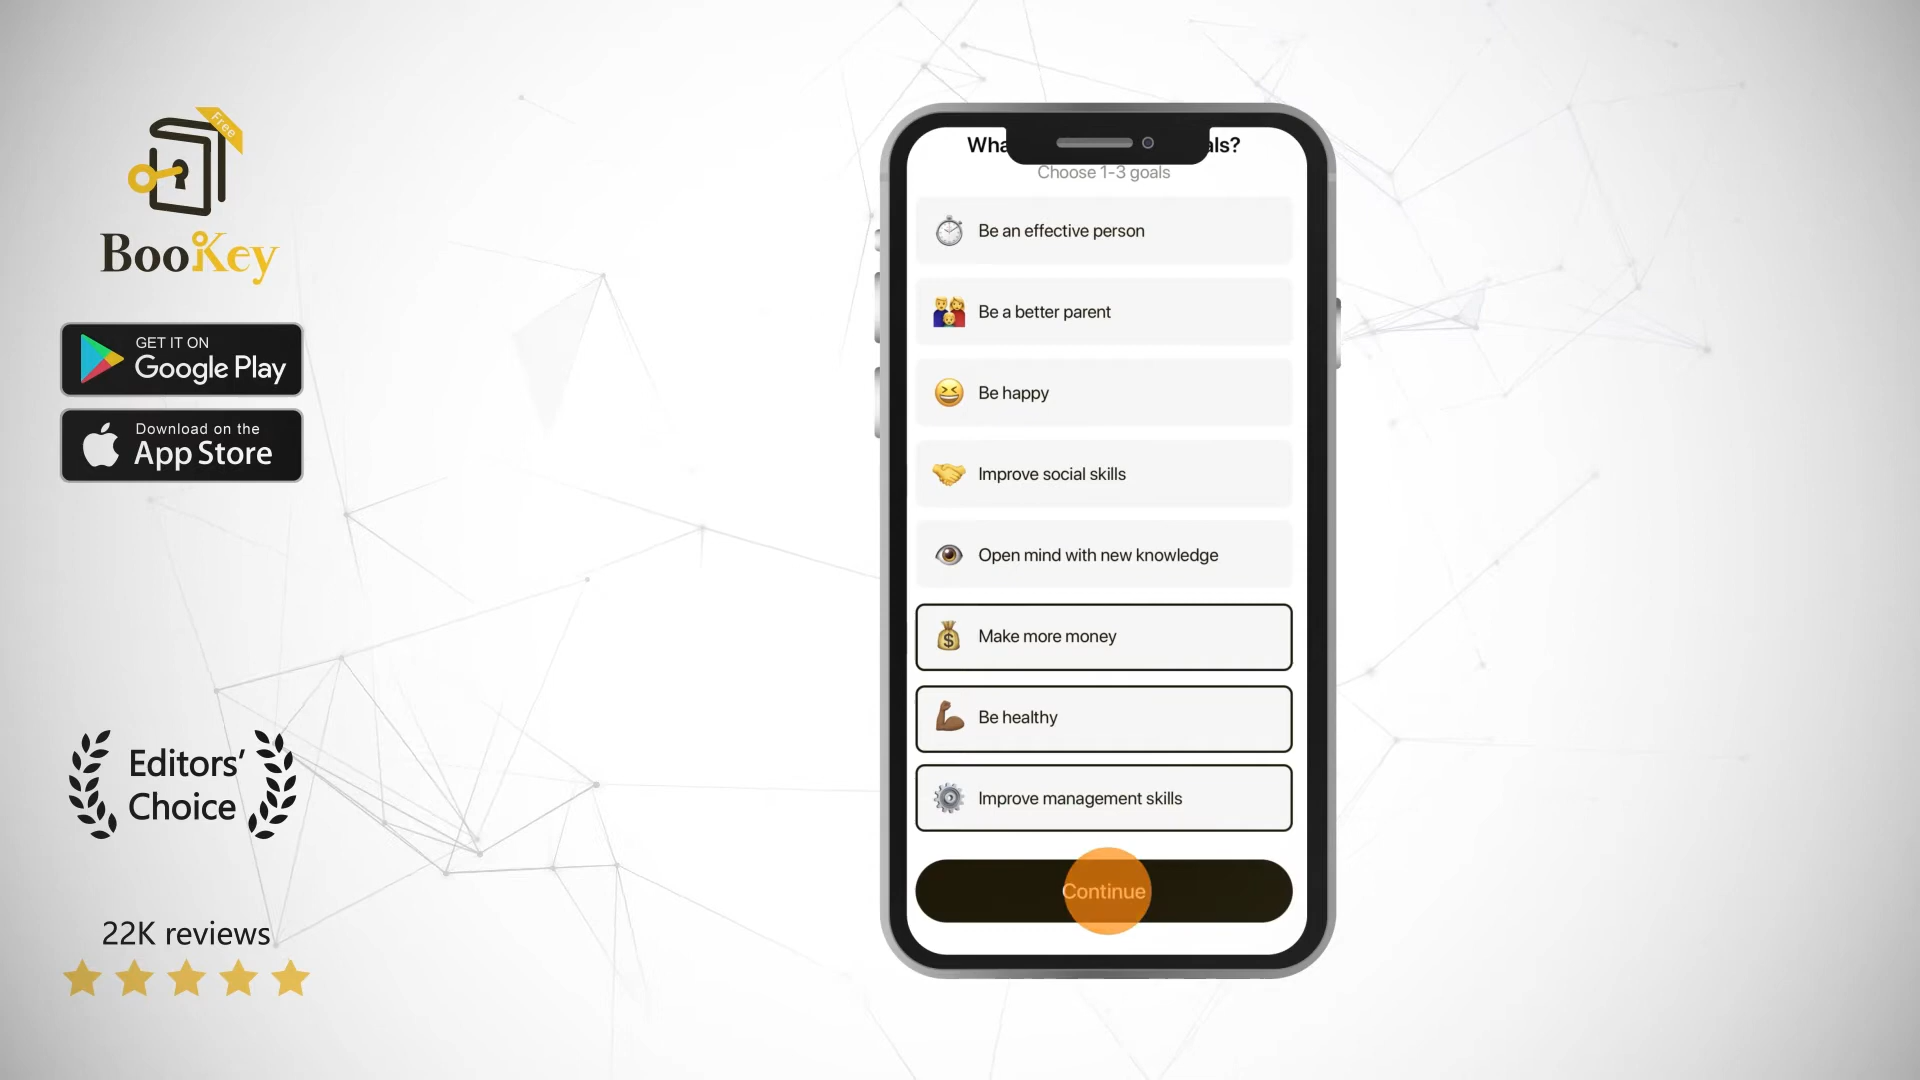 Free
BooKey
GET IT ON
Google Play
Download on the
App Store
Editors’
Choice
22K reviews
als?
Choose 1-3 goals
Be an effective person
Be a better parent
Be happy
Improve social skills
Open mind with new knowledge
Make more money
Be healthy
Improve management skills
Continue